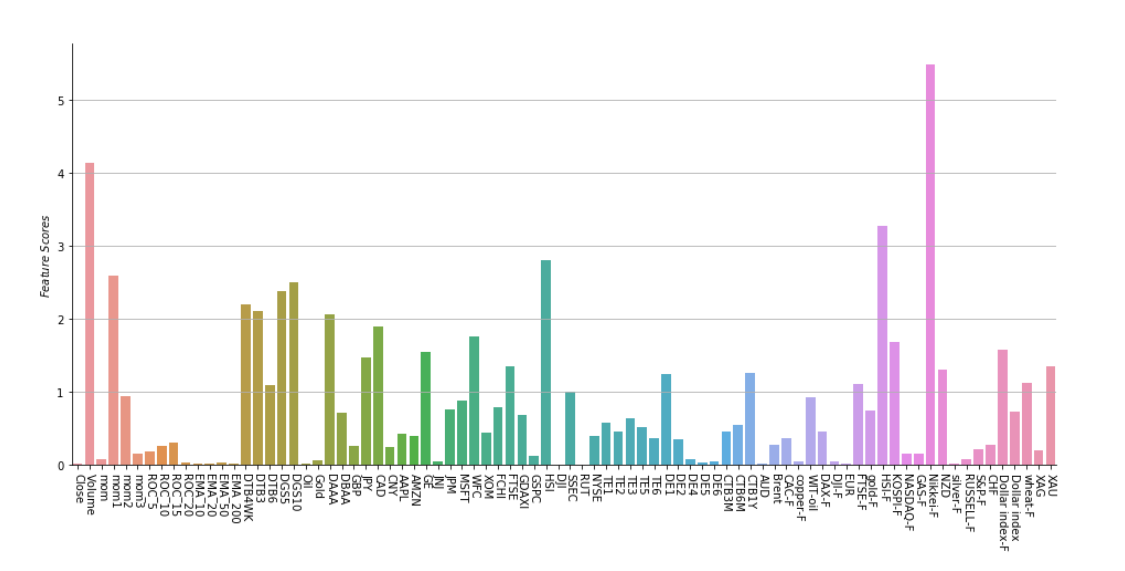 5
4
3
2
1
0
Feature Scores
Close
Volume
mom
mom1
mom2
mom3
ROC_5
ROC_10
ROC_15
ROC_20
EMA_10
EMA_20
EMA_50
EMA_200
DTB4WK
DTB3
DTB6
DGS5
DGS10
Oil
Gold
DAAA
DBAA
GBP
JPY
CAD
CNY
AAPL
AMZN
GE
JNJ
JPM
MSFT
WFC
XOM
FCHI
FTSE
GDAXI
GSPC
HSI
DJI
SSEC
RUT
NYSE
TE1
TE2
TE3
TE5
TE6
DE1
DE2
DE4
DE5
DE6
CTB3M
CTB6M
CTB1Y
AUD
Brent
CAC-F
copper-F
WIT-oil
DAX-F
DJI-F
EUR
FTSE-F
gold-F
HSI-F
KOSPI-F
NASDAQ-F
GAS-F
Nikkei-F
NZD
silver-F
RUSSELL-F
S&P-F
CHF
Dollar index-F
Dollar index
wheat-F
XAG
XAU